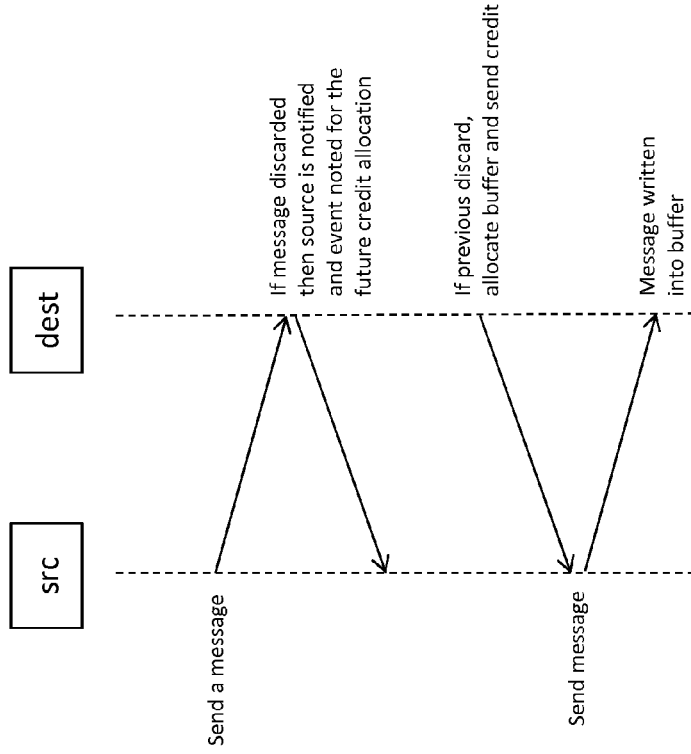 src
dest
Send a message
If message discarded
then source is notified
and event noted for the
future credit allocation
If previous discard,
allocate buffer and send credit
Send message
Message written
into buffer